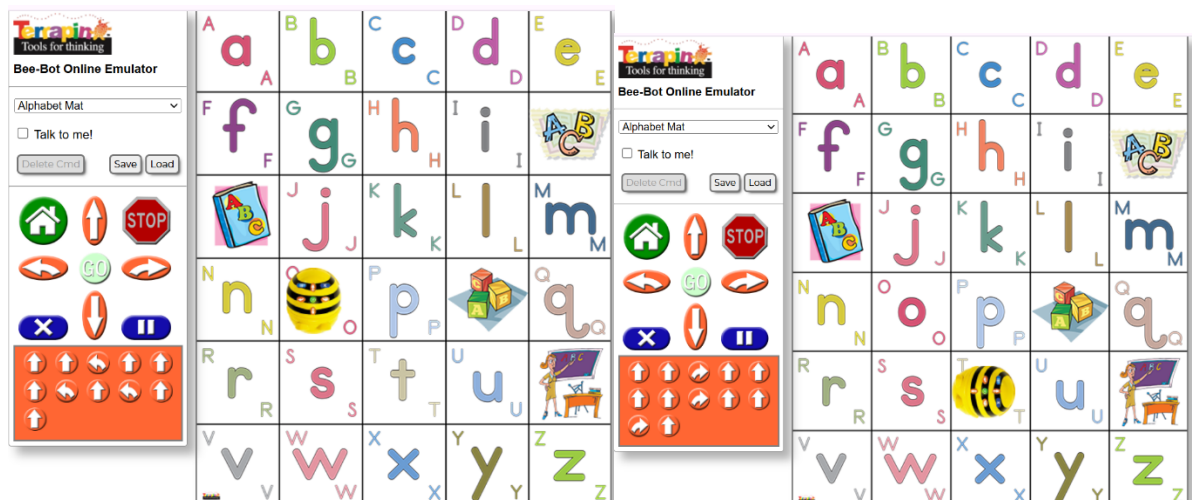 Terrapin
Tools for thinking
Bee-Bot Online Emulator
Alphabet Mat
Talk to me!
Delete Cmd Save Load
STOP
GO
A a A B b B C c C D d D E e E
F f F G g G H h H I i I A B C
A B C J j J K k K L l L M m M
N n N O O P p P C A B Q q Q
R r R S s S T t T U u U A B C
V v V W w W X x X Y y Y Z z Z
Terrapin
Tools for thinking
Bee-Bot Online Emulator
Alphabet Mat
Talk to me!
Delete Cmd Save Load
STOP
GO
A a A B b B C c C D d D E e E
F f F G g G H h H I i I A B C
A B C J j J K k K L l L M m M
N n N O o O P p P C A B Q q Q
R r R S s S T T U u U A B C
V v V W w W X x X Y y Y Z z Z